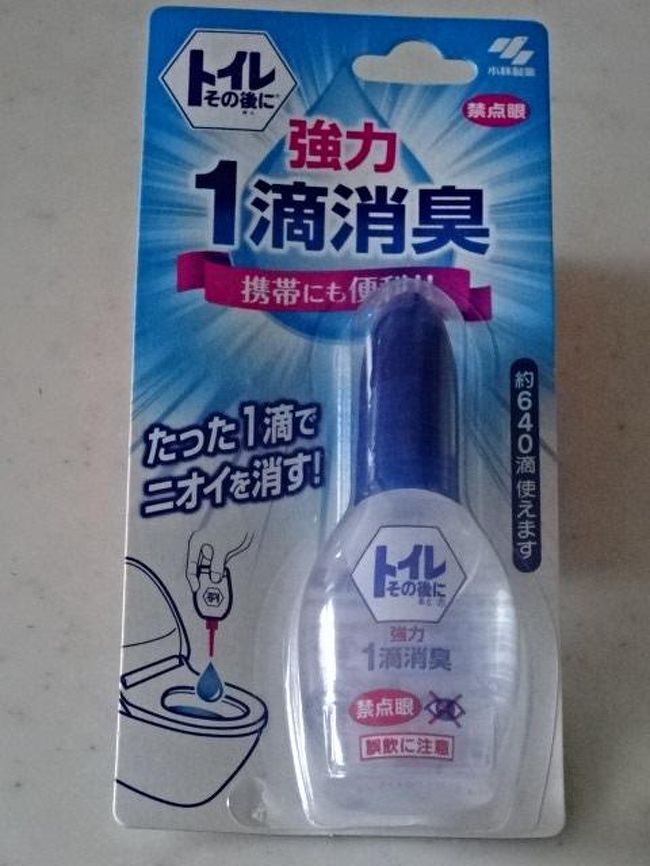 トイレ
その後に
小林製薬
禁点眼
強力
1滴消臭
携帯にも便利!!
たった1滴で
ニオイを消す!
約640滴使えます
トイレ
その後に
強力
1滴消臭
禁点眼
誤飲に注意